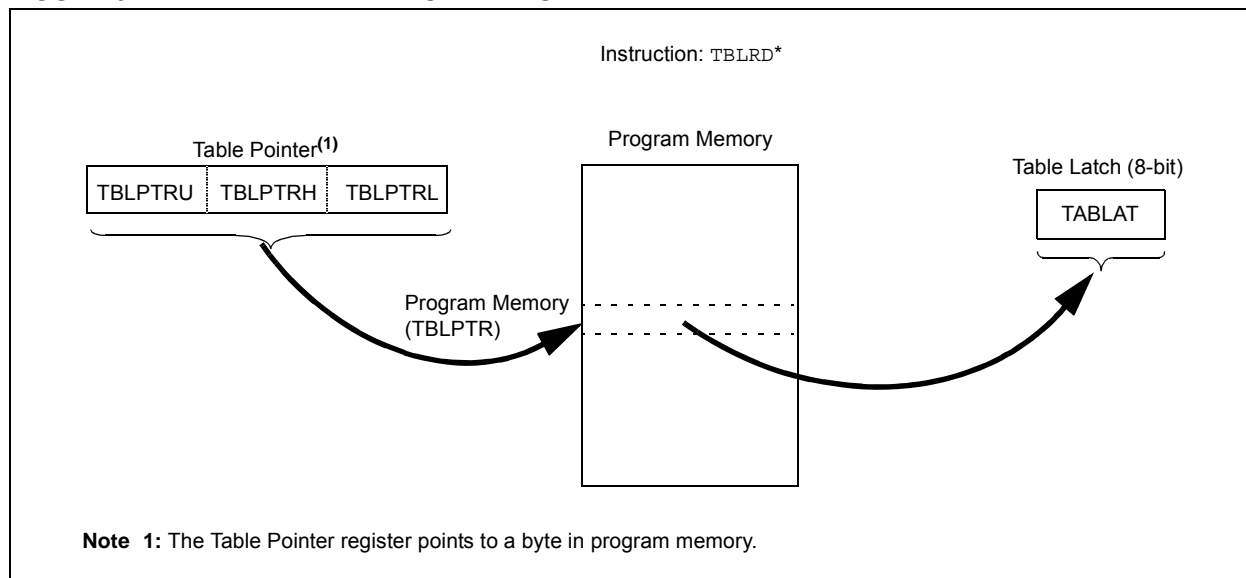 Instruction: TBLRD*
Table Pointer(1)
TBLPTRU TBLPTRH TBLPTRL
Program Memory
Table Latch (8-bit)
TABLAT
Program Memory
(TBLPTR)
Note 1: The Table Pointer register points to a byte in program memory.